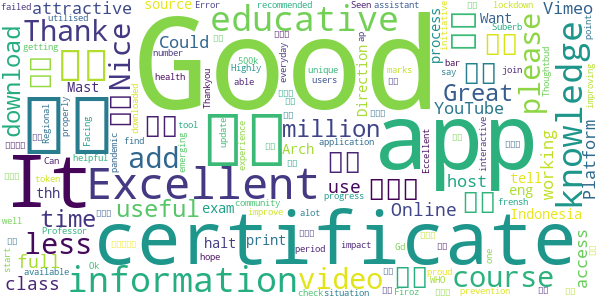 failed
utilised
attractive
educative
source
Seen
assistant
Error
recommended
Vimeo
Thank
Could
Want
lockdown
Suberb
initiative
Nice
process
getting
Mast
number
health
Thankyou
Good
everyday
500k
Highly
able
unique
users
ap
Direction
marks
bar
say
join
Great
please
knowledge
point
Thoughtbud
improving
download
Regional
Facing
properly
Can
pandemic
million
add
Arch
downloaded
emerging
tool
update
experience
find
app
YouTube
Platform
interactive
Eccellent
application
It
Excellent
thh
helpful
use
host
tell
eng
working
time
useful
exam
token
community
improve
progress
alot
Online
frensh
Indonesia
less
certificate
Professor
halt
print
period
impact
Gd
proud
one
access
well
start
full
class
available
Ok
information
hope
video
check
situation
WHO
Firoz
course
prevention